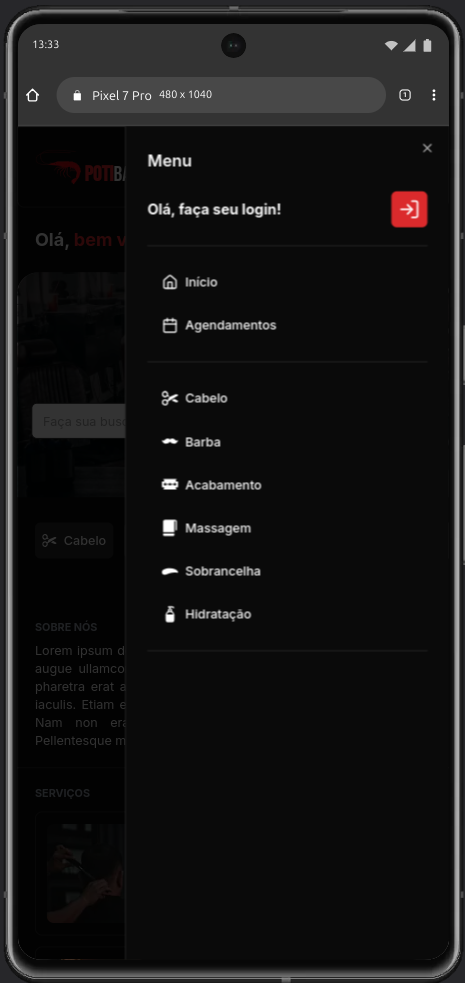 13:33
Pixel 7 Pro 480 x 1040
1
Menu
Olá, faça seu login!
Início
Agendamentos
Cabelo
Barba
Acabamento
Massagem
Sobrancelha
Hidratação
POTIBA
Olá, bem v
Faça sua busc
Cabelo
SOBRE NÓS
Lorem ipsum d
augue ullamco
pharetra erat a
iaculis. Etiam e
Nam non era
Pellentesque m
SERVIÇOS